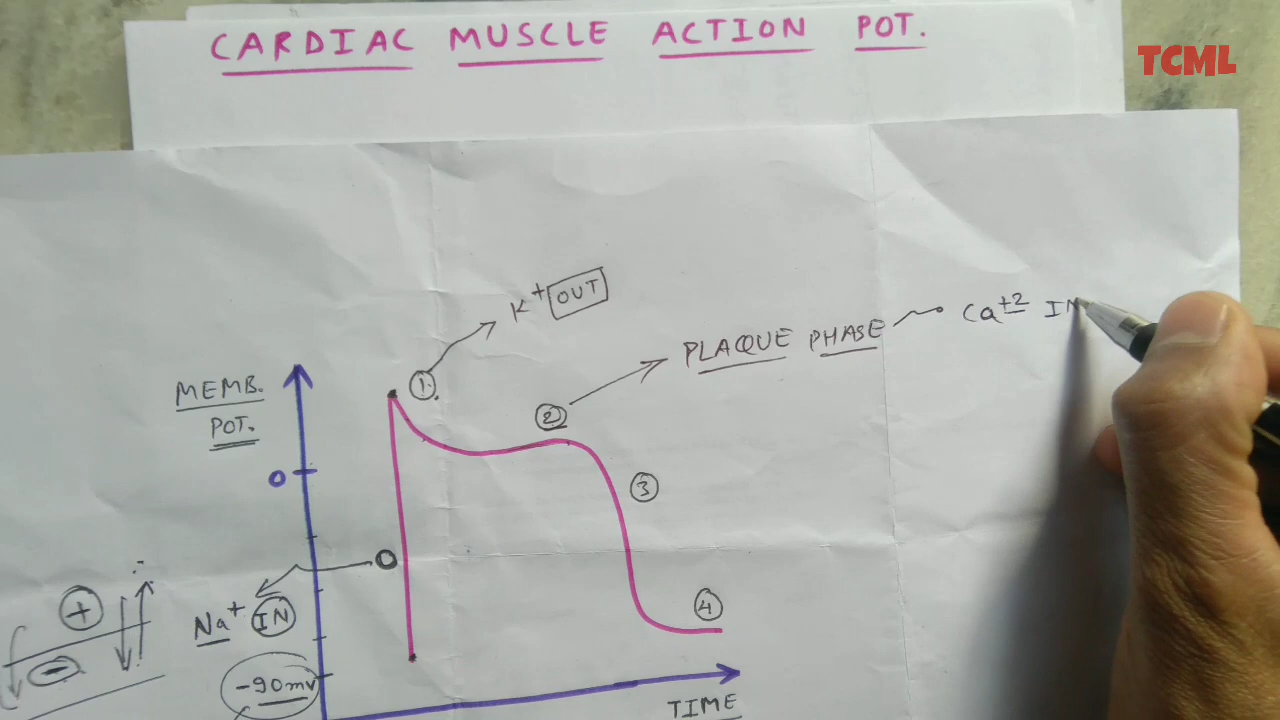 CARDIAC MUSCLE ACTION POT.
TCML
K+ OUT
PLAQUE PHASE
Ca+2 IN
MEMB.
POT.
1.
2
3
4
0
0
Na+ IN
-90mV
+
-
TIME